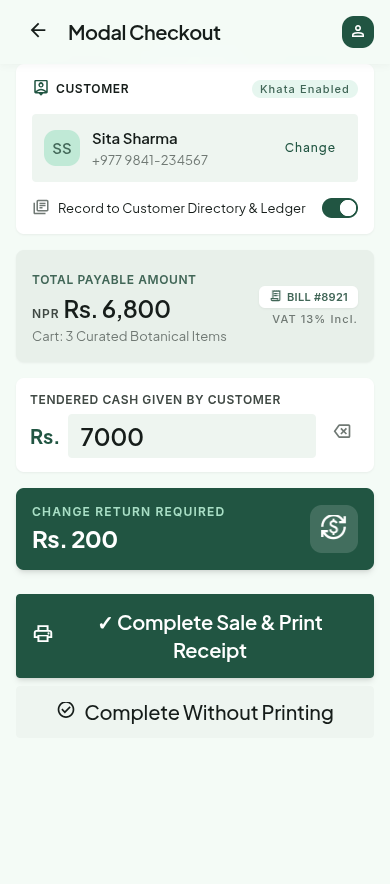 Modal Checkout
CUSTOMER
Khata Enabled
SS
Sita Sharma
+977 9841-234567
Change
Record to Customer Directory & Ledger
TOTAL PAYABLE AMOUNT
NPR Rs. 6,800
Cart: 3 Curated Botanical Items
BILL #8921
VAT 13% Incl.
TENDERED CASH GIVEN BY CUSTOMER
Rs. 7000
CHANGE RETURN REQUIRED
Rs. 200
✓ Complete Sale & Print
Receipt
Complete Without Printing